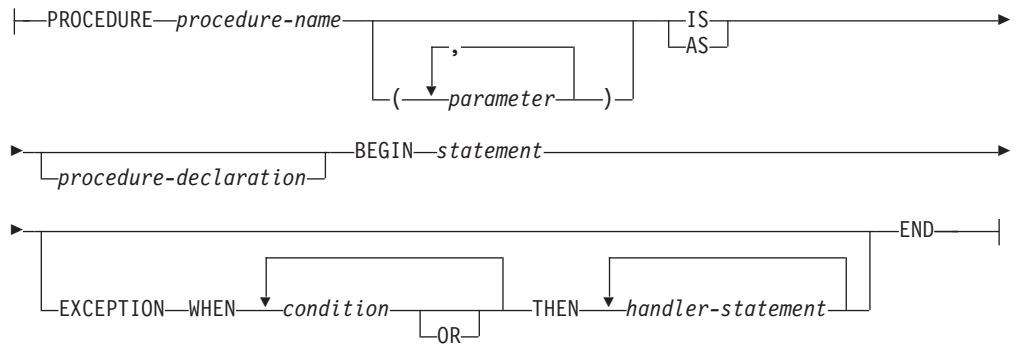 PROCEDURE procedure-name IS
AS
,
( parameter )
BEGIN statement
procedure-declaration
END
EXCEPTION WHEN condition THEN handler-statement
OR